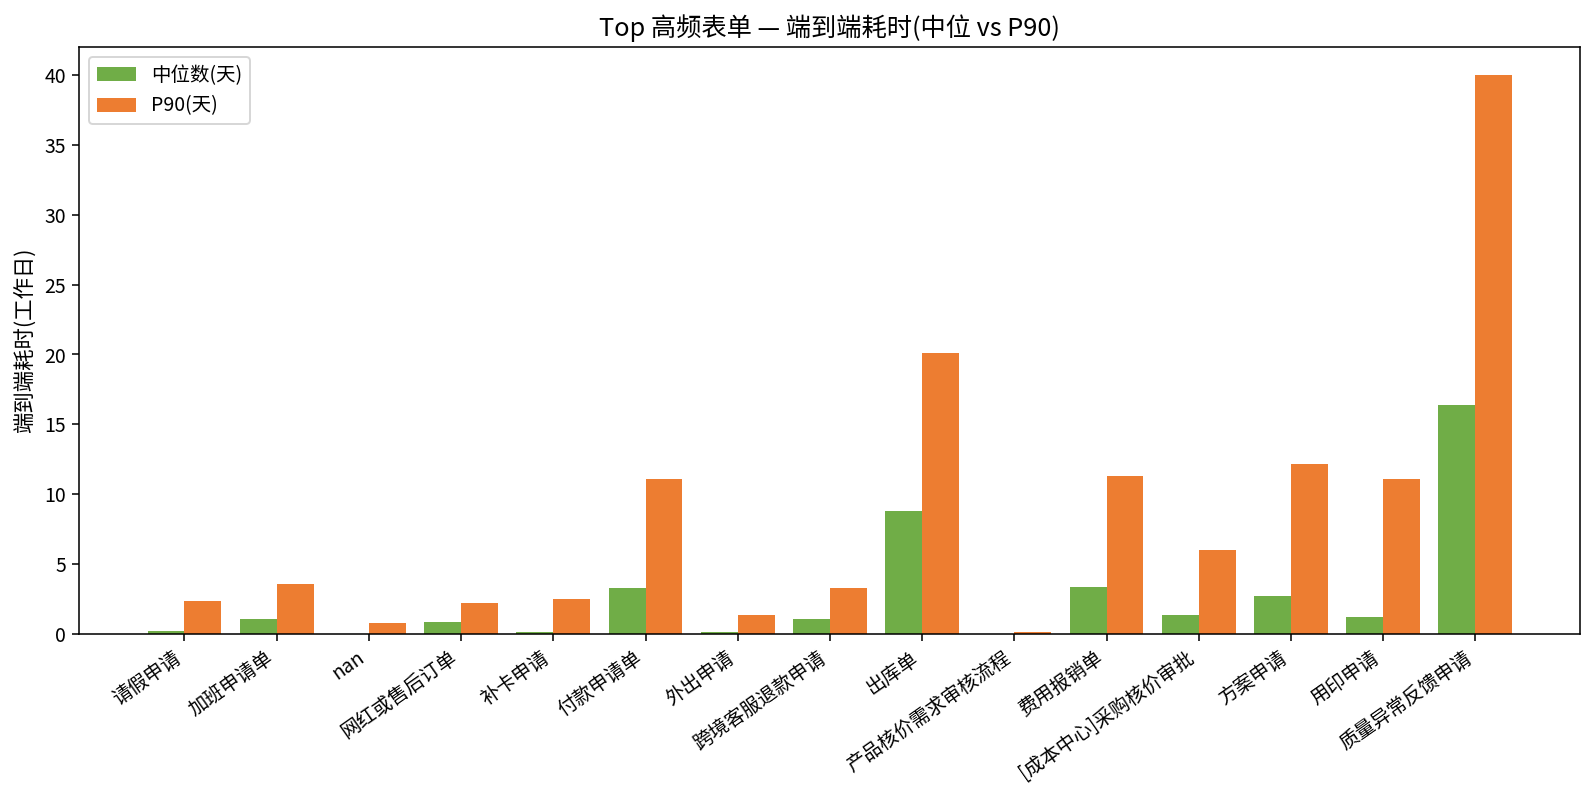 Top 高频表单 — 端到端耗时(中位 vs P90)
中位数(天)
P90(天)
端到端耗时(工作日)
40
35
30
25
20
15
10
5
0
请假申请
加班申请单
nan
网红或售后订单
补卡申请
付款申请单
外出申请
跨境客服退款申请
出库单
产品核价需求审核流程
费用报销单
[成本中心]采购核价审批
方案申请
用印申请
质量异常反馈申请